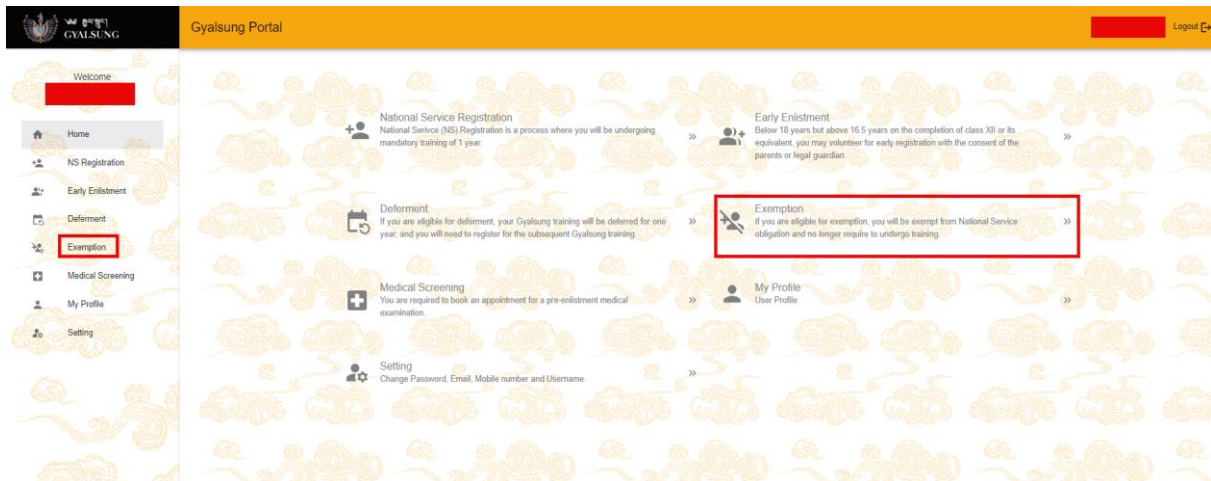 GYALSUNG
Gyalsung Portal
Logout
Welcome
Home
NS Registration
Early Enlistment
Deferment
Exemption
Medical Screening
My Profile
Setting
National Service Registration
National Serivce (NS) Registration is a process where you will be undergoing
mandatory training of 1 year.
Early Enlistment
Below 18 years but above 16.5 years on the completion of class XII or its
equivalent, you may volunteer for early registration with the consent of the
parents or legal guardian.
Deferment
If you are eligible for deferment, your Gyalsung training will be deferred for one
year, and you will need to register for the subsequent Gyalsung training.
Exemption
If you are eligible for exemption, you will be exempt from National Service
obligation and no longer require to undergo training.
Medical Screening
You are required to book an appointment for a pre-enlistment medical
examination.
My Profile
User Profile
Setting
Change Password, Email, Mobile number and Username.